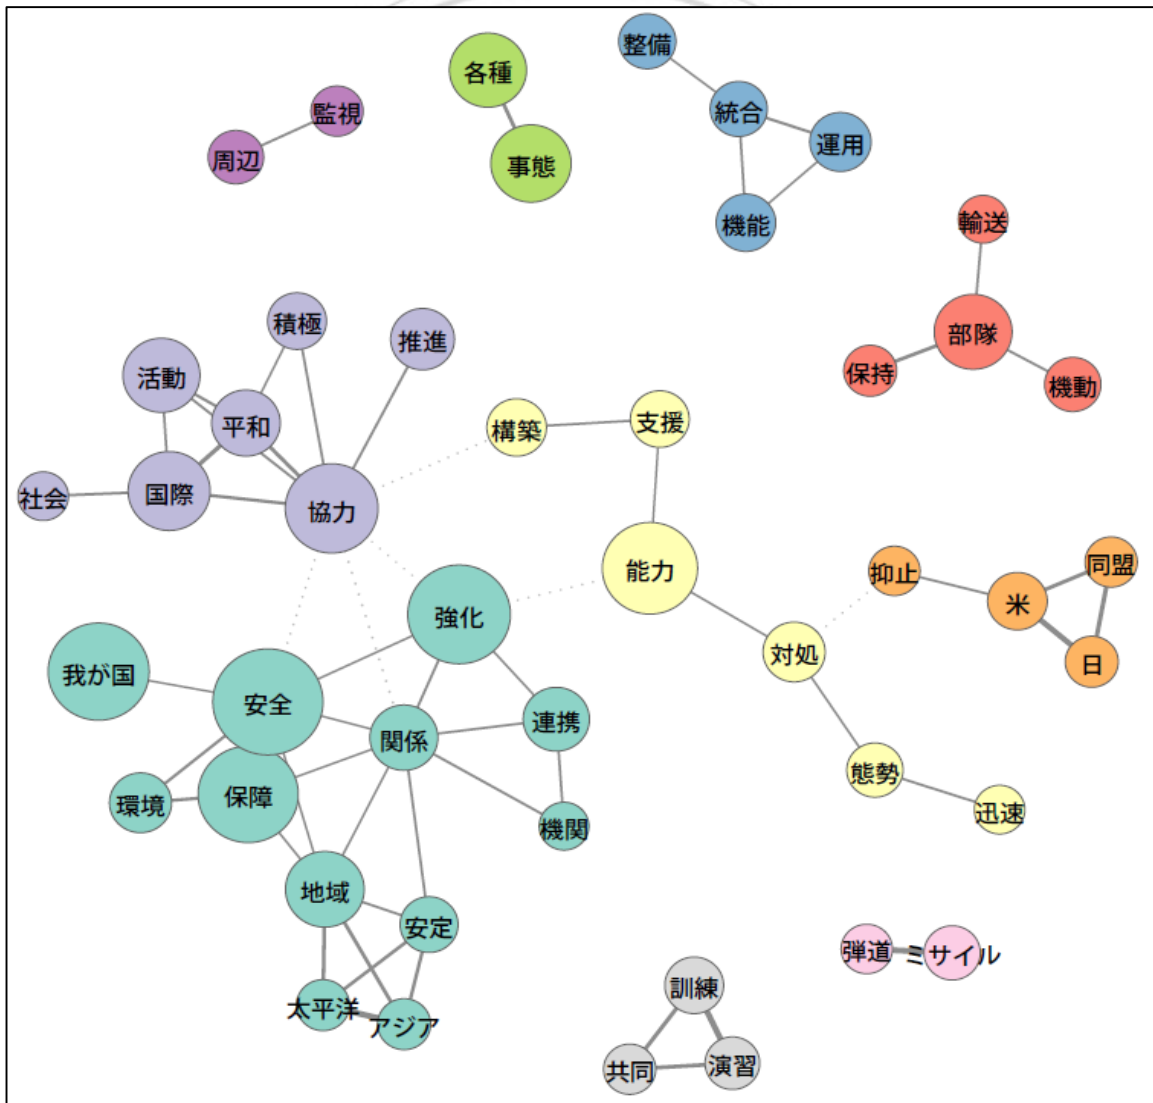 整備
各種
監視
統合
運用
周辺
事態
機能
輸送
積極
推進
部隊
活動
保持
機動
平和
構築
支援
社会
国際
協力
能力
抑止
同盟
米
強化
対処
日
我が国
安全
連携
関係
態勢
環境
保障
機関
迅速
地域
安定
弾道
ミサイル
訓練
太平洋
アジア
共同
演習